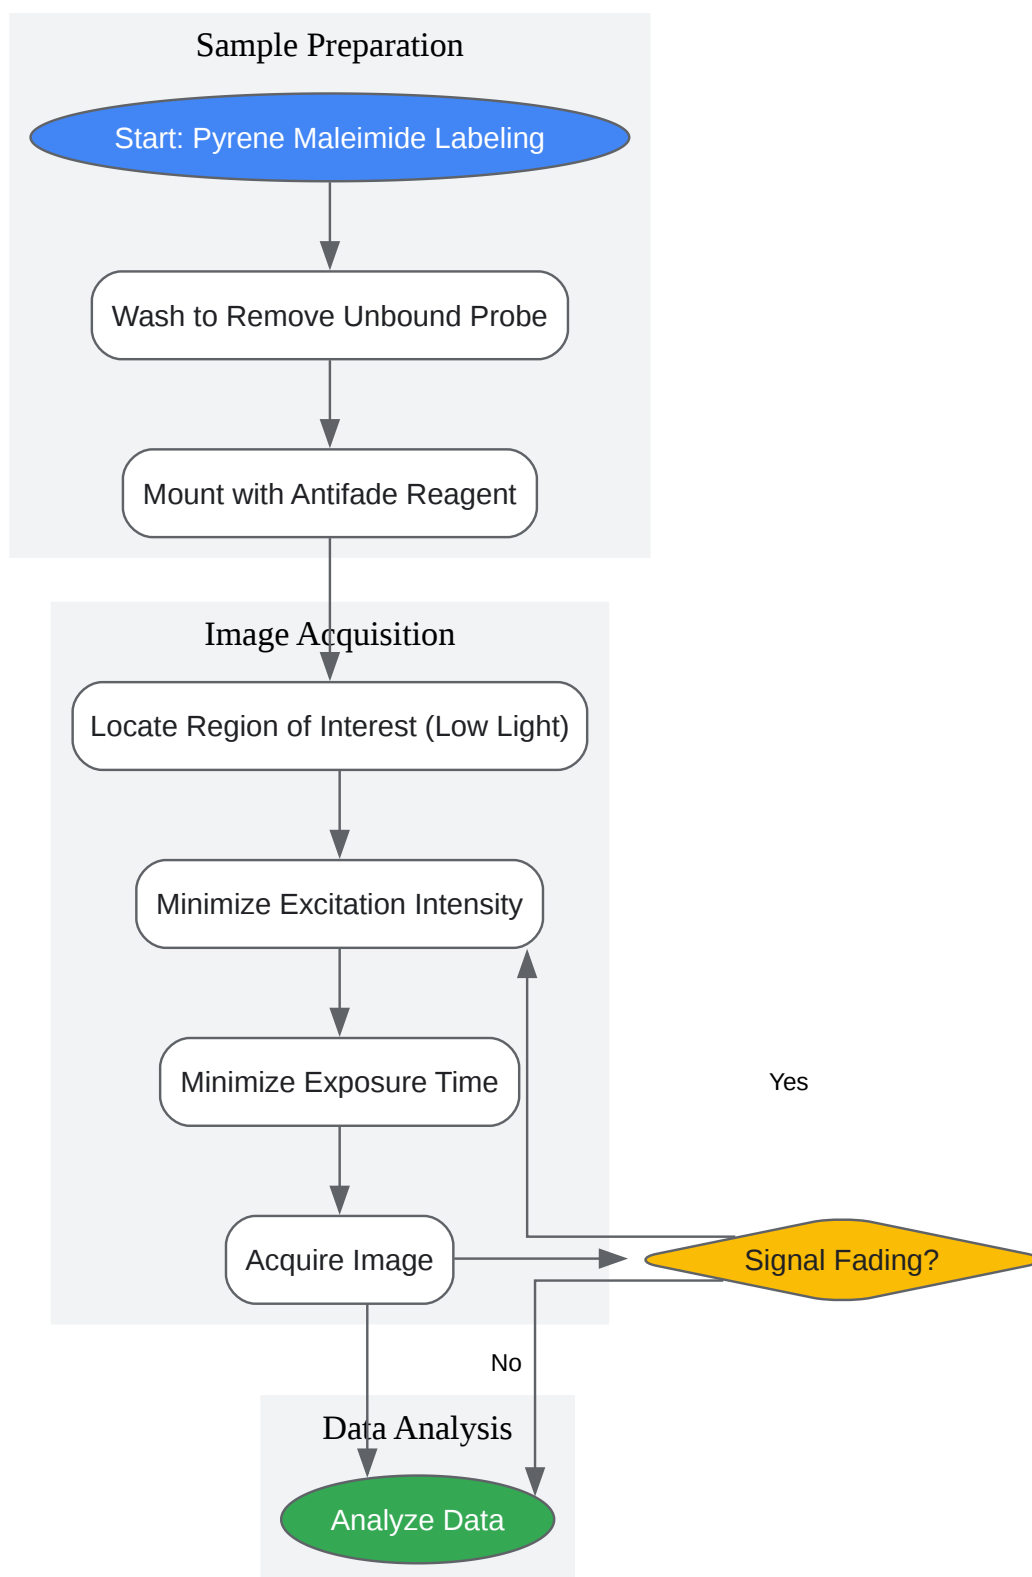 Sample Preparation
Start: Pyrene Maleimide Labeling
Wash to Remove Unbound Probe
Mount with Antifade Reagent
Image Acquisition
Locate Region of Interest (Low Light)
Minimize Excitation Intensity
Minimize Exposure Time
Yes
Acquire Image
Signal Fading?
No
Data Analysis
Analyze Data